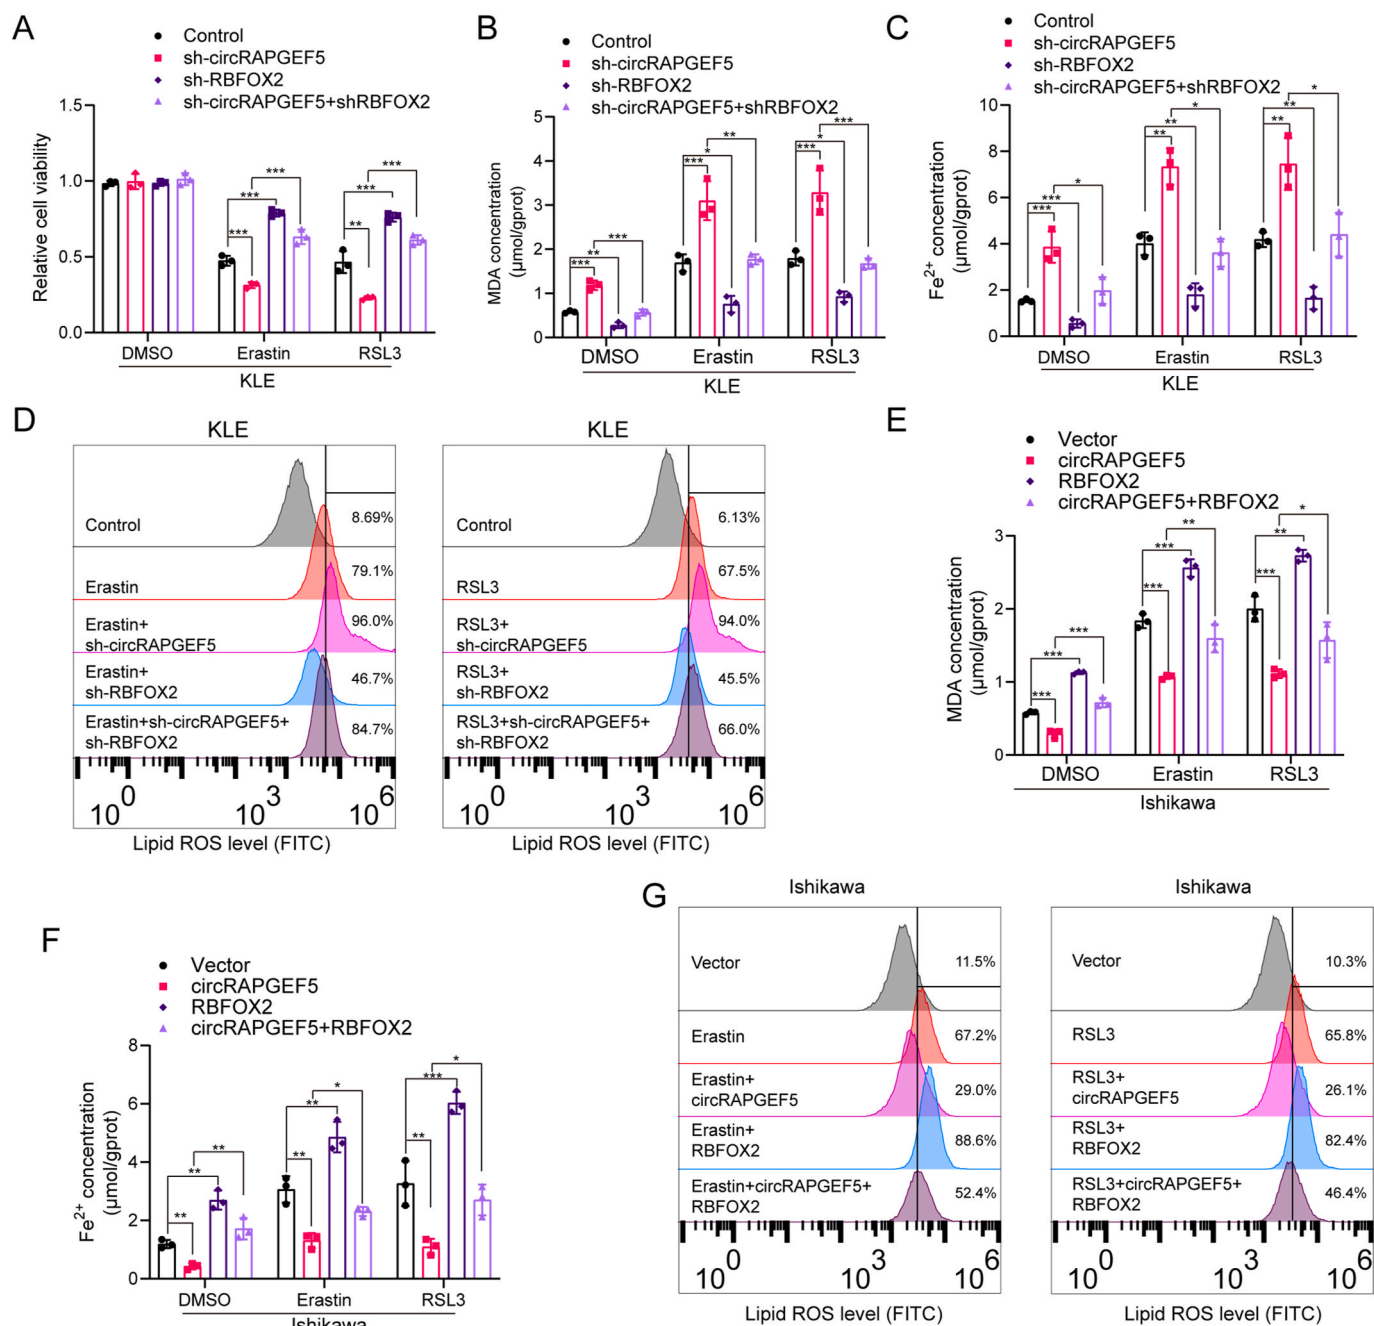 A
Control
sh-circRAPGEF5
sh-RBFOX2
sh-circRAPGEF5+shRBFOX2
Relative cell viability
1.5
1.0
0.5
0.0
***
***
***
***
**
***
DMSO Erastin RSL3
KLE
B
Control
sh-circRAPGEF5
sh-RBFOX2
sh-circRAPGEF5+shRBFOX2
MDA concentration
(μmol/gprot)
5
4
3
2
1
0
***
**
***
**
*
***
***
*
***
DMSO Erastin RSL3
KLE
C
Control
sh-circRAPGEF5
sh-RBFOX2
sh-circRAPGEF5+shRBFOX2
Fe2+ concentration
(μmol/gprot)
10
8
6
4
2
0
*
***
***
*
**
**
*
**
**
DMSO Erastin RSL3
KLE
D
KLE
Control 8.69%
Erastin 79.1%
Erastin+
sh-circRAPGEF5 96.0%
Erastin+
sh-RBFOX2 46.7%
Erastin+sh-circRAPGEF5+
sh-RBFOX2 84.7%
10^0 10^3 10^6
Lipid ROS level (FITC)
KLE
6.13%
RSL3 67.5%
RSL3+
sh-circRAPGEF5 94.0%
RSL3+
sh-RBFOX2 45.5%
RSL3+sh-circRAPGEF5+
sh-RBFOX2 66.0%
10^0 10^3 10^6
Lipid ROS level (FITC)
E
Vector
circRAPGEF5
RBFOX2
circRAPGEF5+RBFOX2
MDA concentration
(μmol/gprot)
3
2
1
0
***
***
***
**
***
***
*
**
***
DMSO Erastin RSL3
Ishikawa
F
Vector
circRAPGEF5
RBFOX2
circRAPGEF5+RBFOX2
Fe2+ concentration
(μmol/gprot)
8
6
4
2
0
**
**
**
*
**
**
*
***
**
DMSO Erastin RSL3
Ishikawa
G
Ishikawa
Vector 11.5%
Erastin 67.2%
Erastin+
circRAPGEF5 29.0%
Erastin+
RBFOX2 88.6%
Erastin+circRAPGEF5+
RBFOX2 52.4%
10^0 10^3 10^6
Lipid ROS level (FITC)
Ishikawa
Vector 10.3%
RSL3 65.8%
RSL3+
circRAPGEF5 26.1%
RSL3+
RBFOX2 82.4%
RSL3+circRAPGEF5+
RBFOX2 46.4%
10^0 10^3 10^6
Lipid ROS level (FITC)